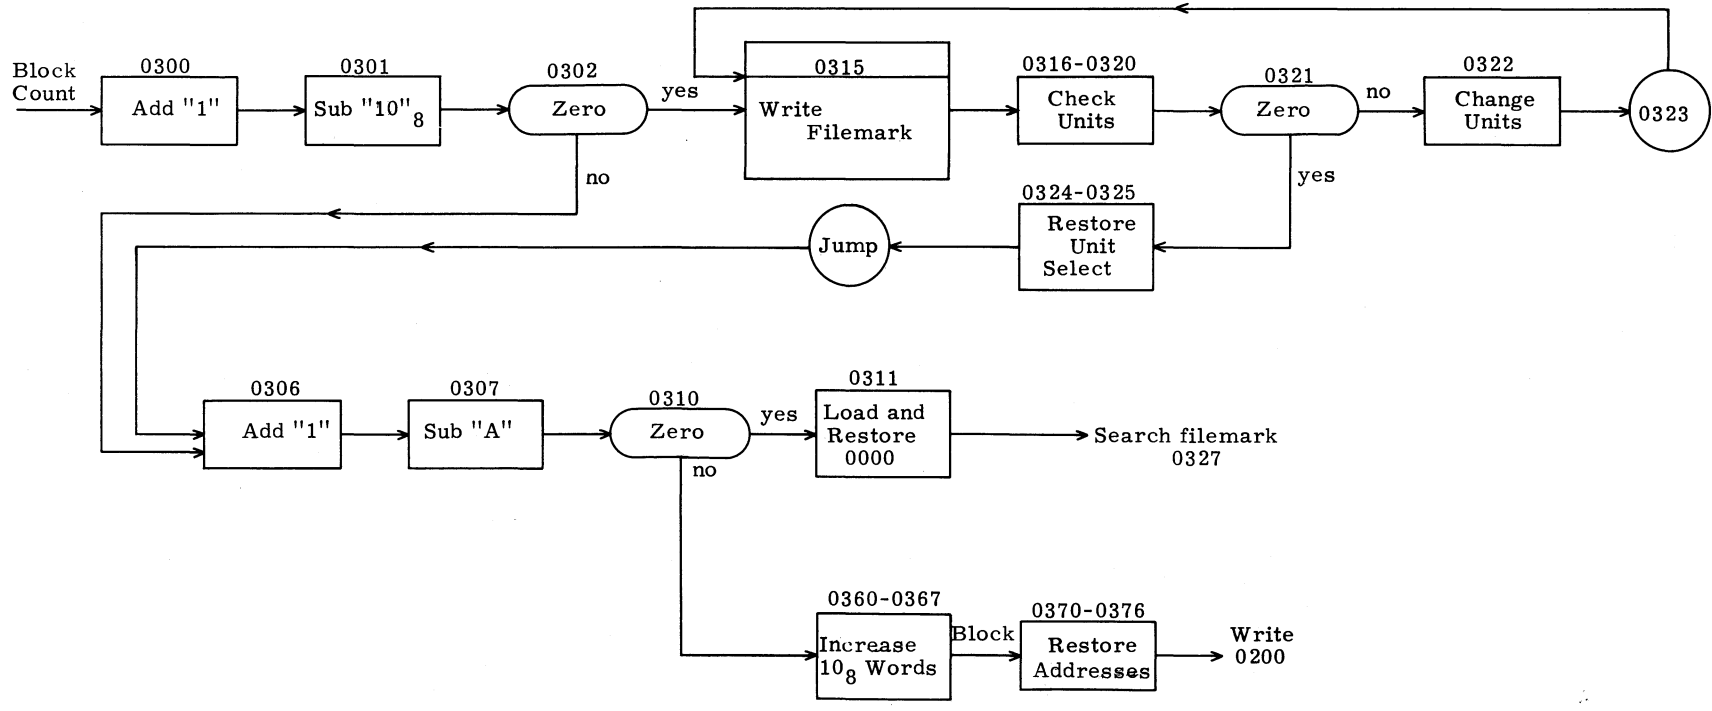 Block
Count
0300
Add "1"
0301
Sub "10"8
0302
Zero
yes
no
0315
Write
Filemark
0316-0320
Check
Units
0321
Zero
no
yes
0322
Change
Units
0323
0324-0325
Restore
Unit
Select
Jump
0306
Add "1"
0307
Sub "A"
0310
Zero
yes
no
0311
Load and
Restore
0000
Search filemark
0327
0360-0367
Increase
108 Words
Block
0370-0376
Restore
Addresses
Write
0200